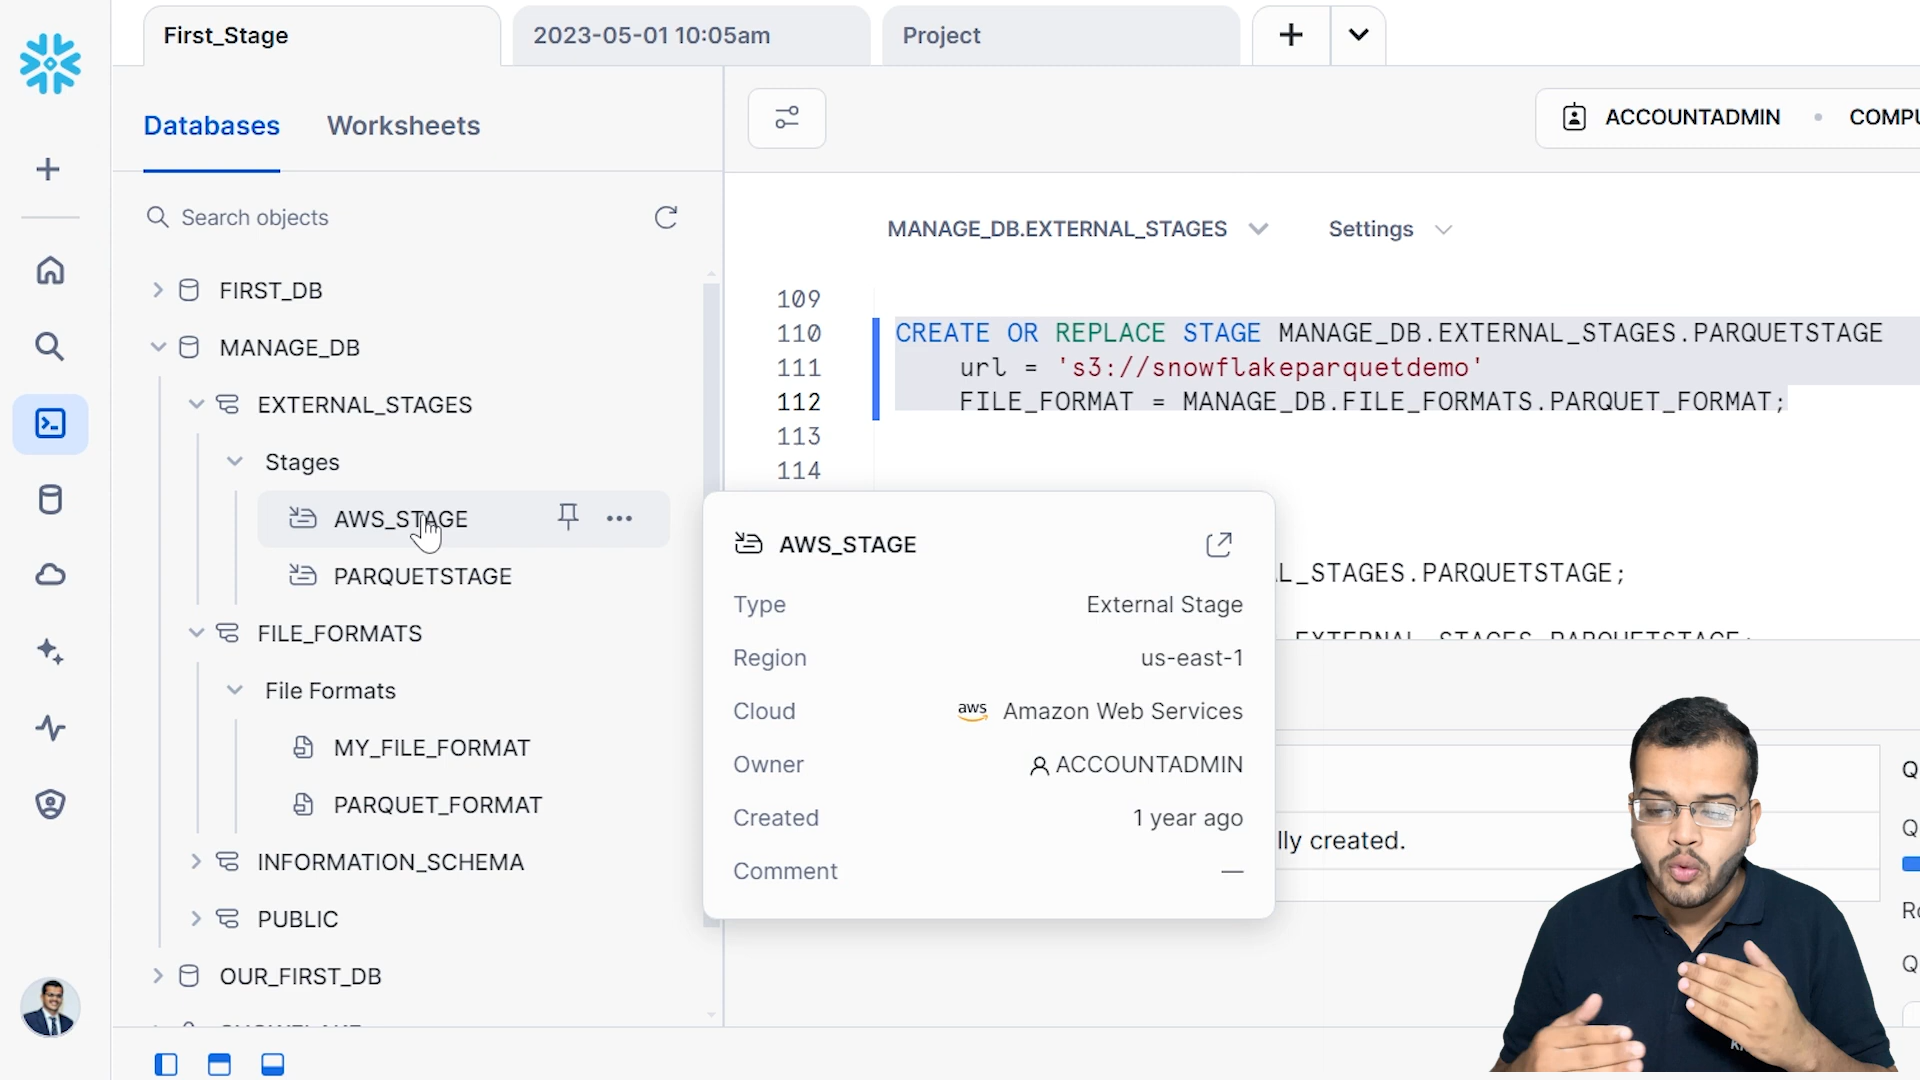 First_Stage
2023-05-01 10:05am
Project
Databases
Worksheets
Search objects
ACCOUNTADMIN
MANAGE_DB.EXTERNAL_STAGES
Settings
FIRST_DB
MANAGE_DB
EXTERNAL_STAGES
Stages
AWS_STAGE
PARQUETSTAGE
FILE_FORMATS
File Formats
MY_FILE_FORMAT
PARQUET_FORMAT
INFORMATION_SCHEMA
PUBLIC
OUR_FIRST_DB
109
110 CREATE OR REPLACE STAGE MANAGE_DB.EXTERNAL_STAGES.PARQUETSTAGE
111 url = 's3://snowflakeparquetdemo'
112 FILE_FORMAT = MANAGE_DB.FILE_FORMATS.PARQUET_FORMAT;
113
114
L_STAGES.PARQUETSTAGE;
AWS_STAGE
Type External Stage
Region us-east-1
Cloud aws Amazon Web Services
Owner ACCOUNTADMIN
Created 1 year ago
Comment —
lly created.